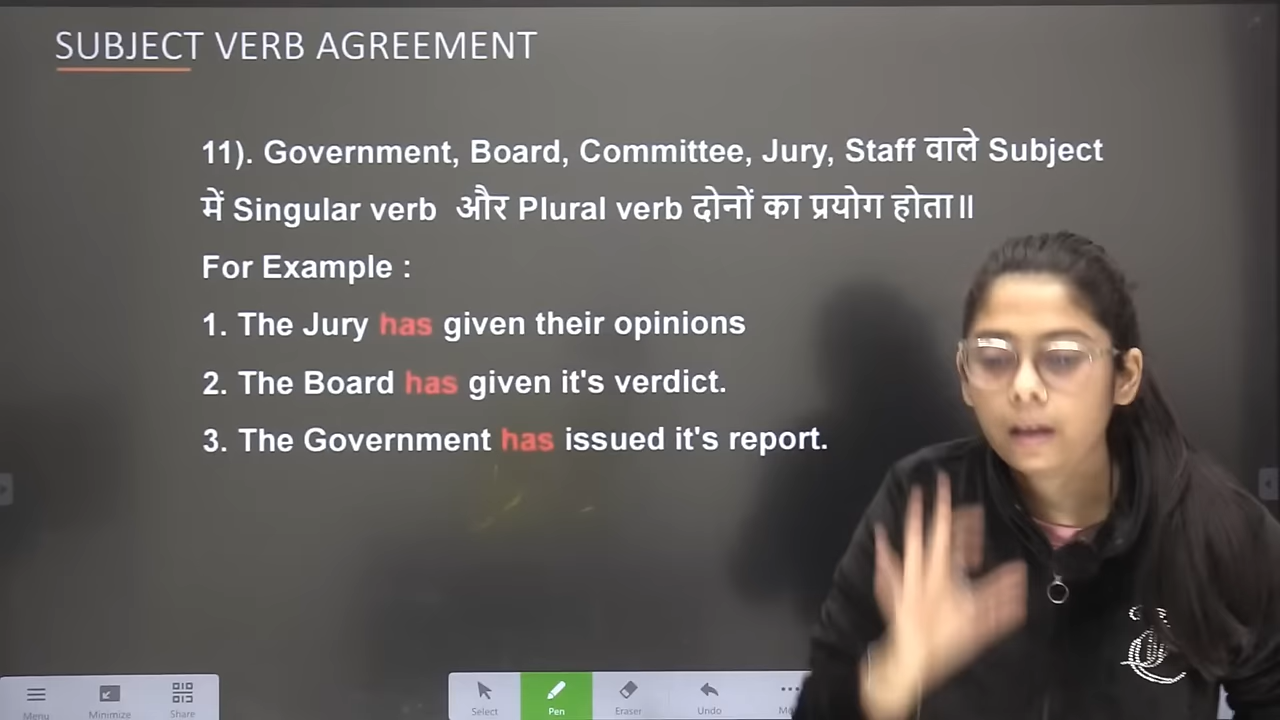 SUBJECT VERB AGREEMENT
11). Government, Board, Committee, Jury, Staff वाले Subject
में Singular verb और Plural verb दोनों का प्रयोग होता॥
For Example :
1. The Jury has given their opinions
2. The Board has given it's verdict.
3. The Government has issued it's report.
Menu
Minimize
Share
Select
Pen
Eraser
Undo